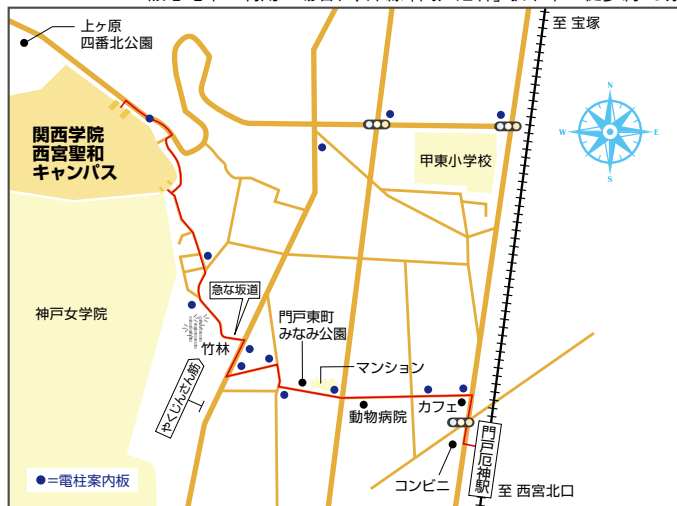 上ヶ原
四番北公園
至 宝塚
関西学院
西宮聖和
キャンパス
N
W
E
S
甲東小学校
急な坂道
神戸女学院
門戸東町
みなみ公園
竹林
マンション
やくじんさん筋
動物病院
カフェ
門戸厄神駅
コンビニ
至 西宮北口
●=電柱案内板